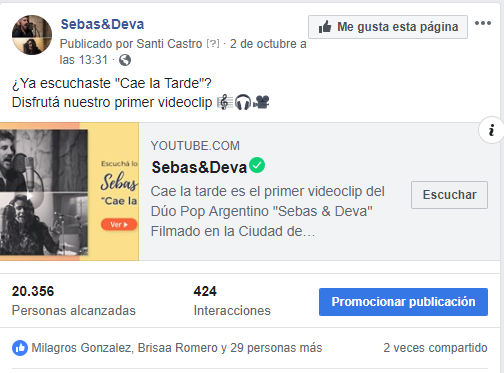 Sebas&Deva
Me gusta esta página
Publicado por Santi Castro [?] · 2 de octubre a
las 13:31 ·
¿Ya escuchaste "Cae la Tarde"?
Disfrutá nuestro primer videoclip
i
Escuchá lo
Sebas
"Cae la
Ver
YOUTUBE.COM
Sebas&Deva
Cae la tarde es el primer videoclip del
Dúo Pop Argentino "Sebas & Deva"
Filmado en la Ciudad de…
Escuchar
20.356
Personas alcanzadas
424
Interacciones
Promocionar publicación
Milagros Gonzalez, Brisaa Romero y 29 personas más
2 veces compartido